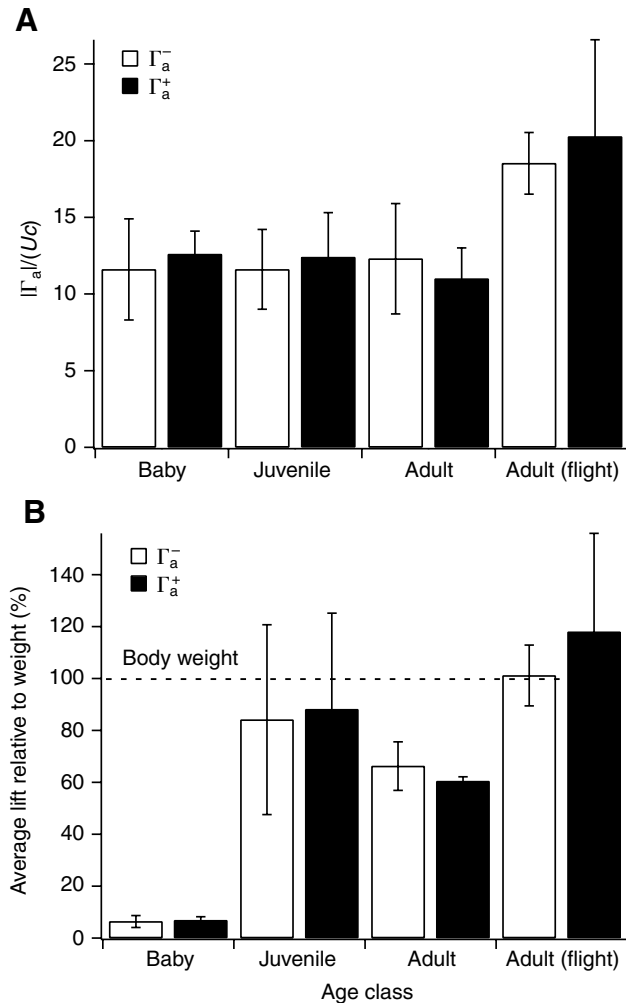 A
Γa−
Γa+
25
20
15
10
5
0
|Γa|/(Uc)
Baby Juvenile Adult Adult (flight)
B
Γa−
Γa+
140
120
Body weight
100
80
60
40
20
0
Average lift relative to weight (%)
Baby Juvenile Adult Adult (flight)
Age class